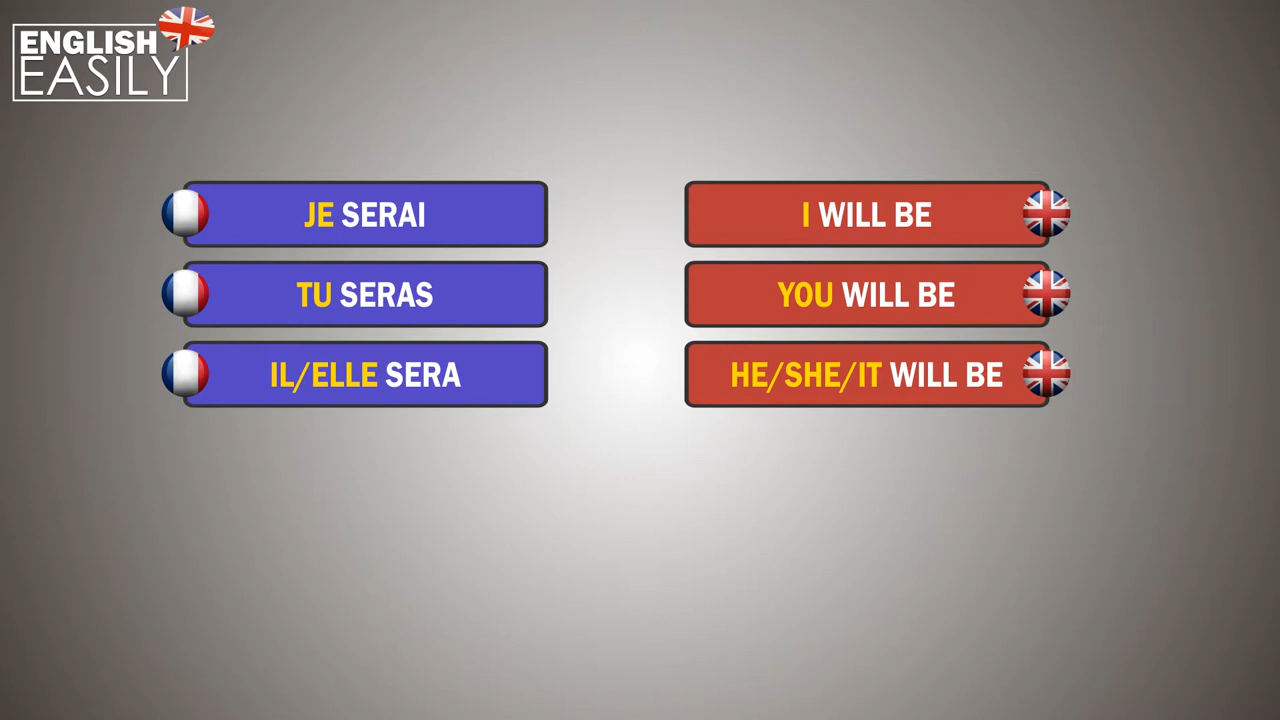 ENGLISH
EASILY
JE SERAI
I WILL BE
TU SERAS
YOU WILL BE
IL/ELLE SERA
HE/SHE/IT WILL BE